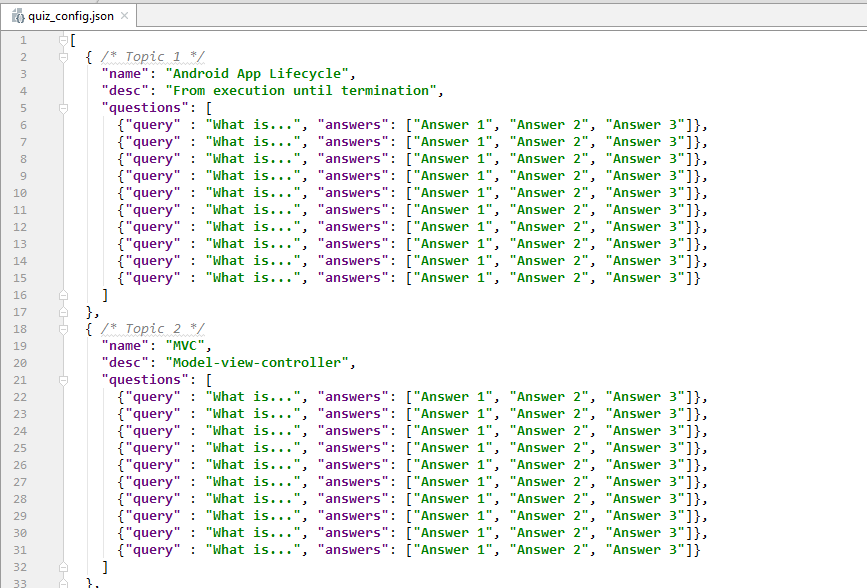 quiz_config.json
1 [
2 { /* Topic 1 */
3 "name": "Android App Lifecycle",
4 "desc": "From execution until termination",
5 "questions": [
6 {"query" : "What is...", "answers": ["Answer 1", "Answer 2", "Answer 3"]},
7 {"query" : "What is...", "answers": ["Answer 1", "Answer 2", "Answer 3"]},
8 {"query" : "What is...", "answers": ["Answer 1", "Answer 2", "Answer 3"]},
9 {"query" : "What is...", "answers": ["Answer 1", "Answer 2", "Answer 3"]},
10 {"query" : "What is...", "answers": ["Answer 1", "Answer 2", "Answer 3"]},
11 {"query" : "What is...", "answers": ["Answer 1", "Answer 2", "Answer 3"]},
12 {"query" : "What is...", "answers": ["Answer 1", "Answer 2", "Answer 3"]},
13 {"query" : "What is...", "answers": ["Answer 1", "Answer 2", "Answer 3"]},
14 {"query" : "What is...", "answers": ["Answer 1", "Answer 2", "Answer 3"]},
15 {"query" : "What is...", "answers": ["Answer 1", "Answer 2", "Answer 3"]}
16 ]
17 },
18 { /* Topic 2 */
19 "name": "MVC",
20 "desc": "Model-view-controller",
21 "questions": [
22 {"query" : "What is...", "answers": ["Answer 1", "Answer 2", "Answer 3"]},
23 {"query" : "What is...", "answers": ["Answer 1", "Answer 2", "Answer 3"]},
24 {"query" : "What is...", "answers": ["Answer 1", "Answer 2", "Answer 3"]},
25 {"query" : "What is...", "answers": ["Answer 1", "Answer 2", "Answer 3"]},
26 {"query" : "What is...", "answers": ["Answer 1", "Answer 2", "Answer 3"]},
27 {"query" : "What is...", "answers": ["Answer 1", "Answer 2", "Answer 3"]},
28 {"query" : "What is...", "answers": ["Answer 1", "Answer 2", "Answer 3"]},
29 {"query" : "What is...", "answers": ["Answer 1", "Answer 2", "Answer 3"]},
30 {"query" : "What is...", "answers": ["Answer 1", "Answer 2", "Answer 3"]},
31 {"query" : "What is...", "answers": ["Answer 1", "Answer 2", "Answer 3"]}
32 ]
33 },